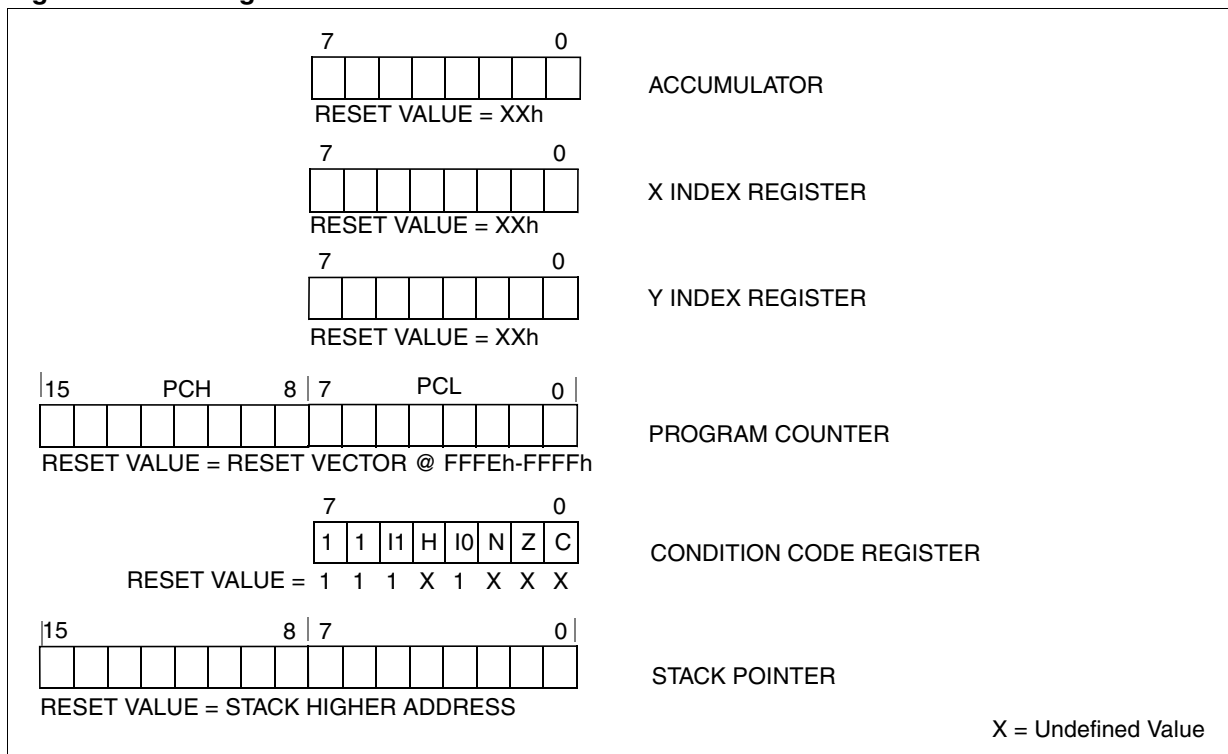 7 0
ACCUMULATOR
RESET VALUE = XXh
7 0
X INDEX REGISTER
RESET VALUE = XXh
7 0
Y INDEX REGISTER
RESET VALUE = XXh
15 PCH 8 7 PCL 0
PROGRAM COUNTER
RESET VALUE = RESET VECTOR @ FFFEh-FFFFh
7 0
1 1 I1 H I0 N Z C
CONDITION CODE REGISTER
RESET VALUE = 1 1 1 X 1 X X X
15 8 7 0
STACK POINTER
RESET VALUE = STACK HIGHER ADDRESS
X = Undefined Value